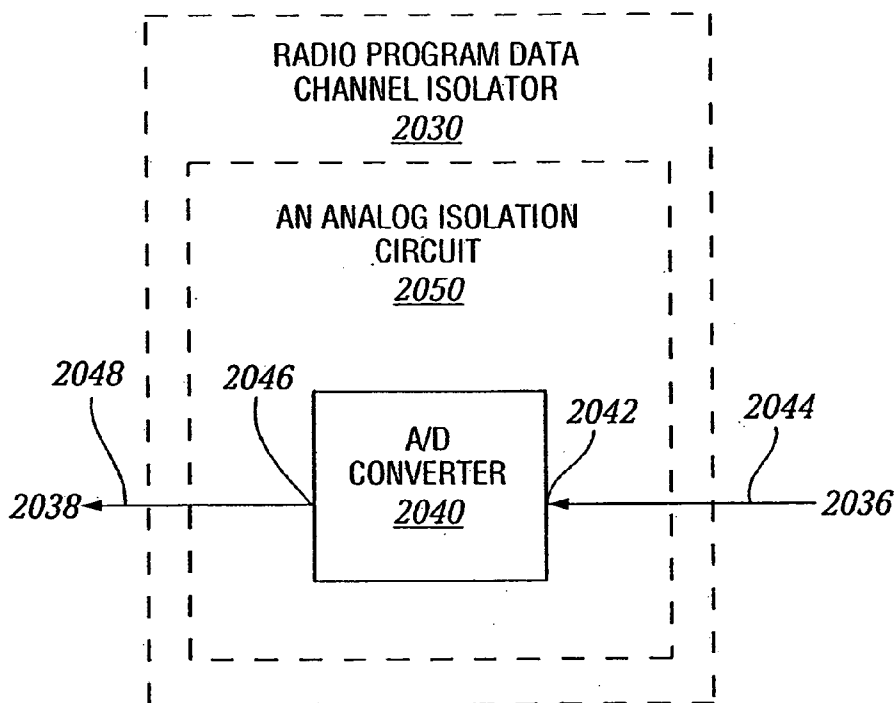 RADIO PROGRAM DATA
CHANNEL ISOLATOR
2030
AN ANALOG ISOLATION
CIRCUIT
2050
2048
2046
2042
2044
A/D
CONVERTER
2040
2038
2036